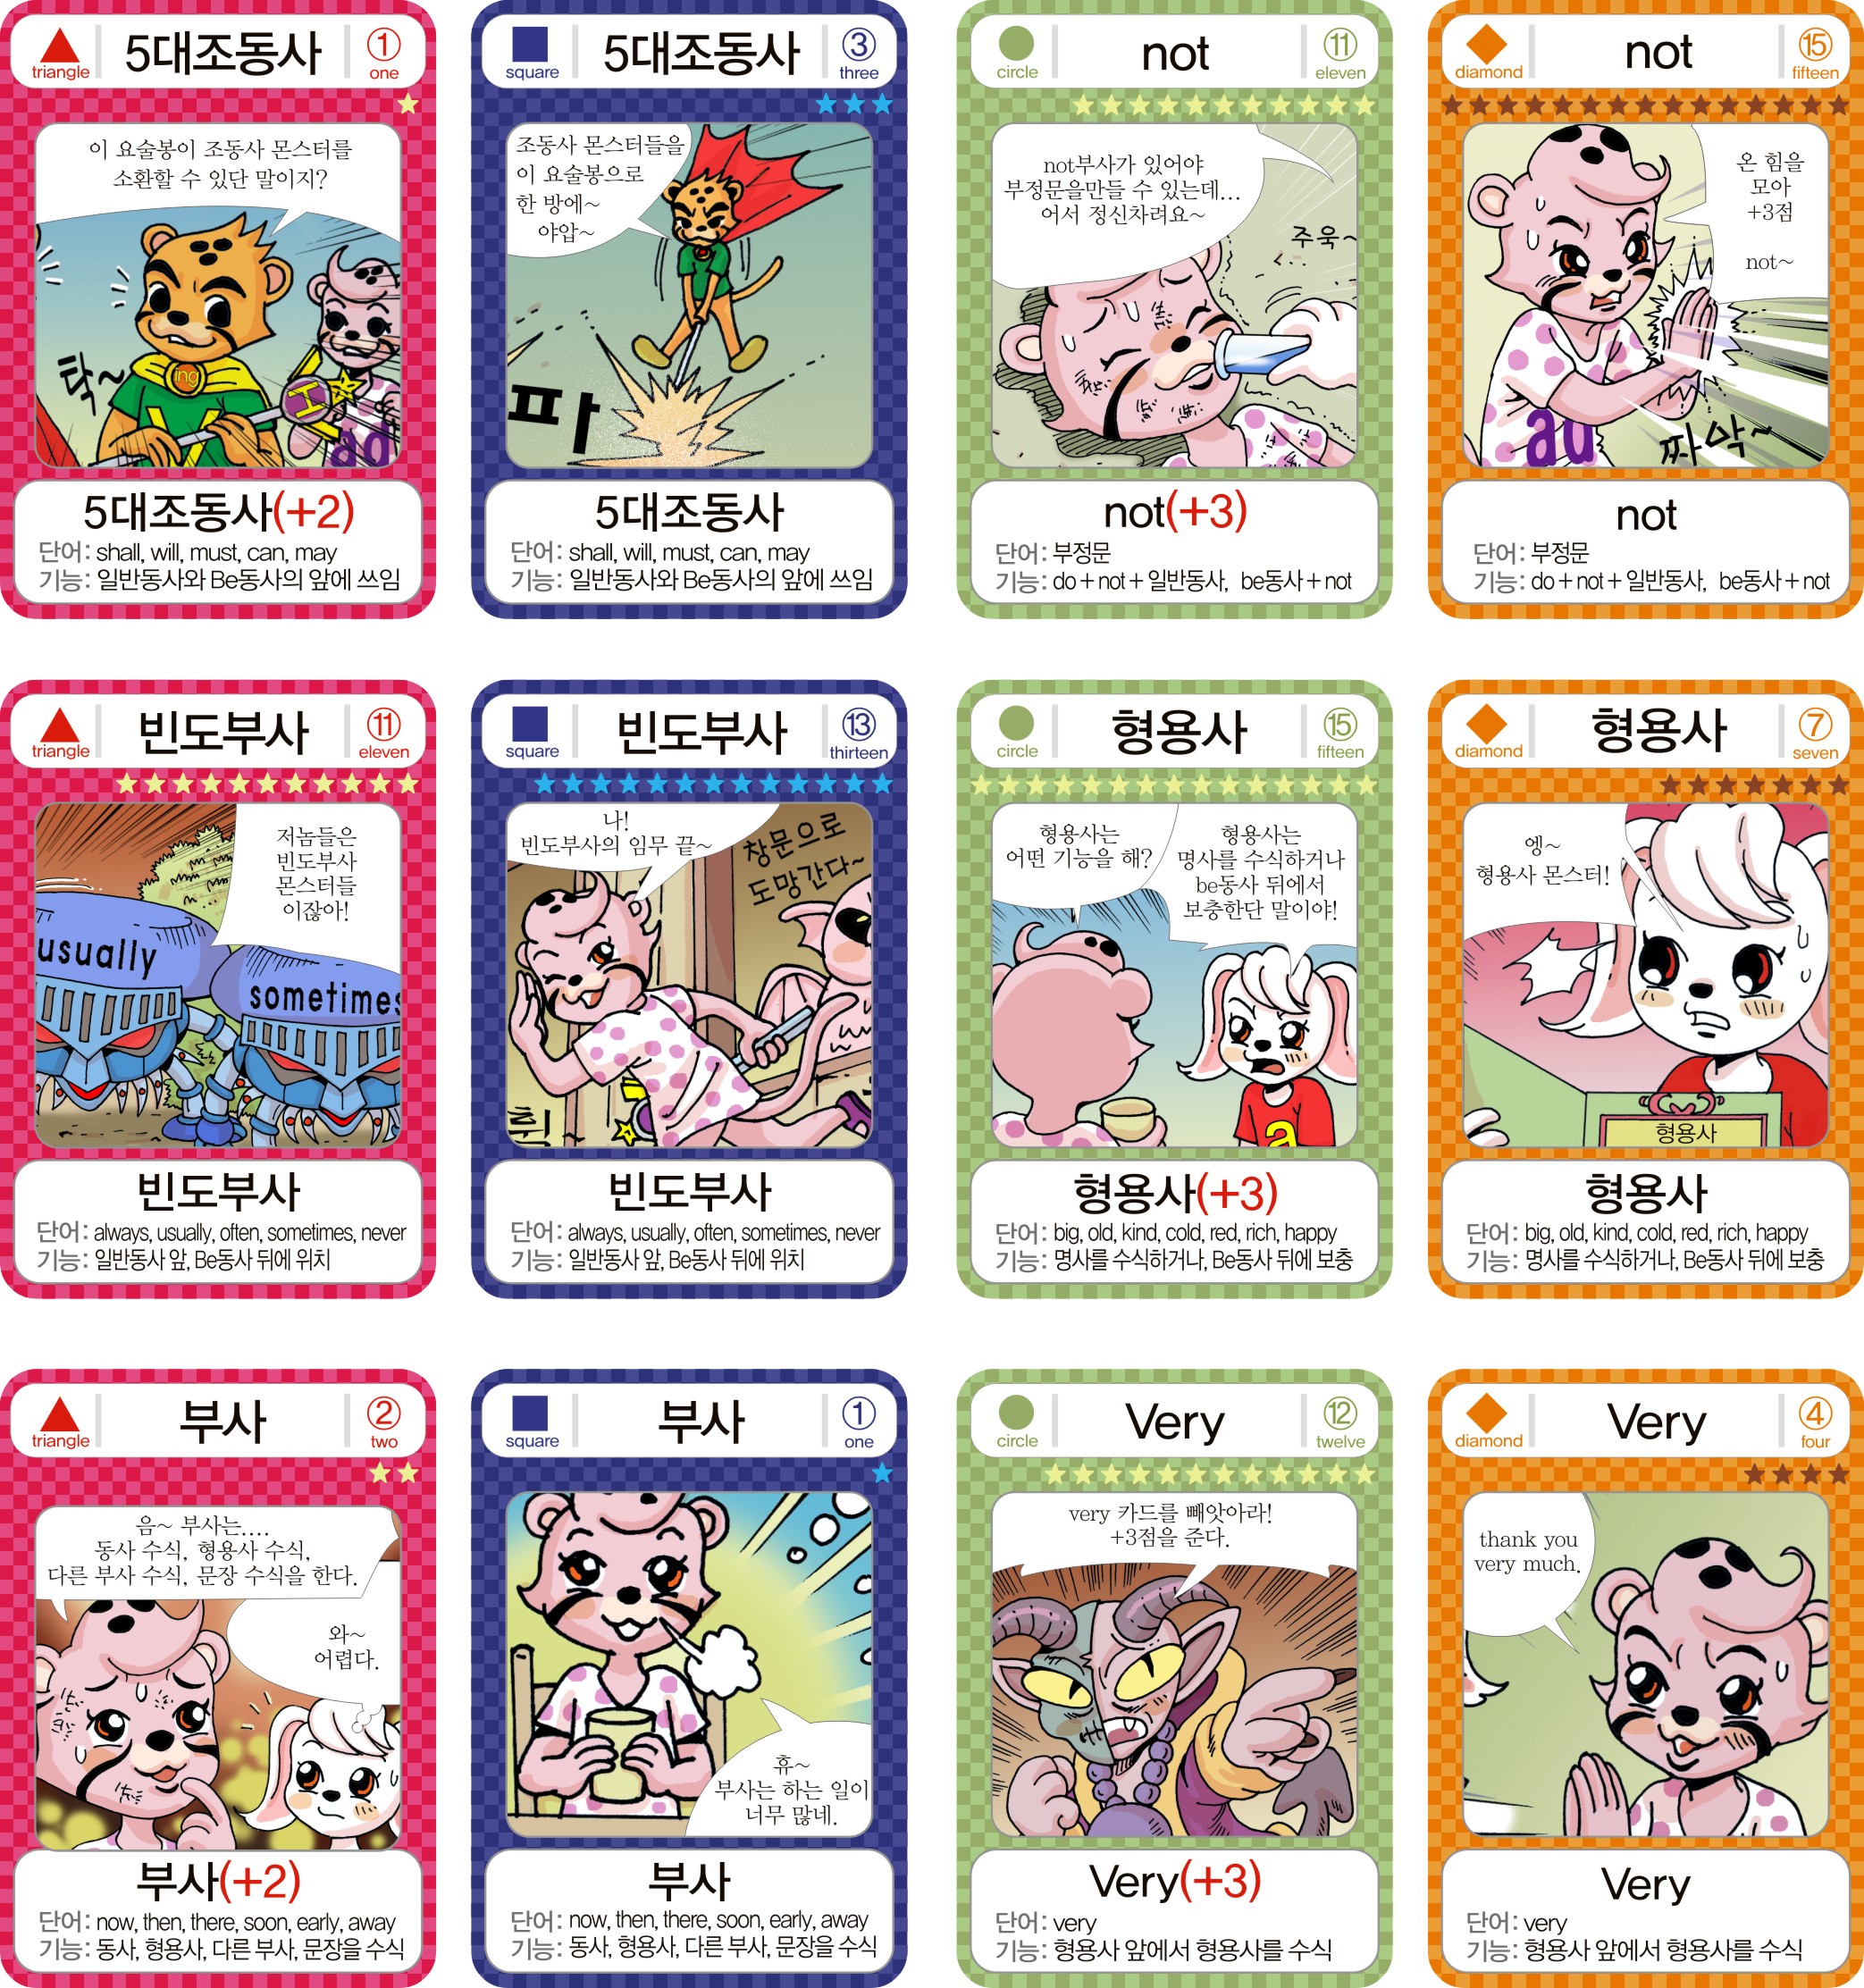 triangle
5대조동사
①
one
이 요술봉이 조동사 몬스터를
소환할 수 있단 말이지?
탁~
ing
ad
5대조동사(+2)
단어: shall, will, must, can, may
기능: 일반동사와 Be동사의 앞에 쓰임
square
5대조동사
③
three
조동사 몬스터들을
이 요술봉으로
한 방에~
야압~
파
5대조동사
단어: shall, will, must, can, may
기능: 일반동사와 Be동사의 앞에 쓰임
circle
not
⑪
eleven
not부사가 있어야
부정문을만들 수 있는데...
어서 정신차려요~
주욱~
not(+3)
단어: 부정문
기능: do + not + 일반동사, be동사 + not
diamond
not
⑮
fifteen
온 힘을
모아
+3점
not~
ad
짜악~
not
단어: 부정문
기능: do + not + 일반동사, be동사 + not
triangle
빈도부사
⑪
eleven
저놈들은
빈도부사
몬스터들
이잖아!
usually
sometimes
빈도부사
단어: always, usually, often, sometimes, never
기능: 일반동사 앞, Be동사 뒤에 위치
square
빈도부사
⑬
thirteen
나!
빈도부사의 임무 끝~
창문으로
도망간다~
휙~
빈도부사
단어: always, usually, often, sometimes, never
기능: 일반동사 앞, Be동사 뒤에 위치
circle
형용사
⑮
fifteen
형용사는
어떤 기능을 해?
형용사는
명사를 수식하거나
be동사 뒤에서
보충한단 말이야!
a
형용사(+3)
단어: big, old, kind, cold, red, rich, happy
기능: 명사를 수식하거나, Be동사 뒤에 보충
diamond
형용사
⑦
seven
엥~
형용사 몬스터!
형용사
형용사
단어: big, old, kind, cold, red, rich, happy
기능: 명사를 수식하거나, Be동사 뒤에 보충
triangle
부사
②
two
음~ 부사는....
동사 수식, 형용사 수식,
다른 부사 수식, 문장 수식을 한다.
와~
어렵다.
부사(+2)
단어: now, then, there, soon, early, away
기능: 동사, 형용사, 다른 부사, 문장을 수식
square
부사
①
one
휴~
부사는 하는 일이
너무 많네.
부사
단어: now, then, there, soon, early, away
기능: 동사, 형용사, 다른 부사, 문장을 수식
circle
Very
⑫
twelve
very 카드를 빼앗아라!
+3점을 준다.
Very(+3)
단어: very
기능: 형용사 앞에서 형용사를 수식
diamond
Very
④
four
thank you
very much.
Very
단어: very
기능: 형용사 앞에서 형용사를 수식